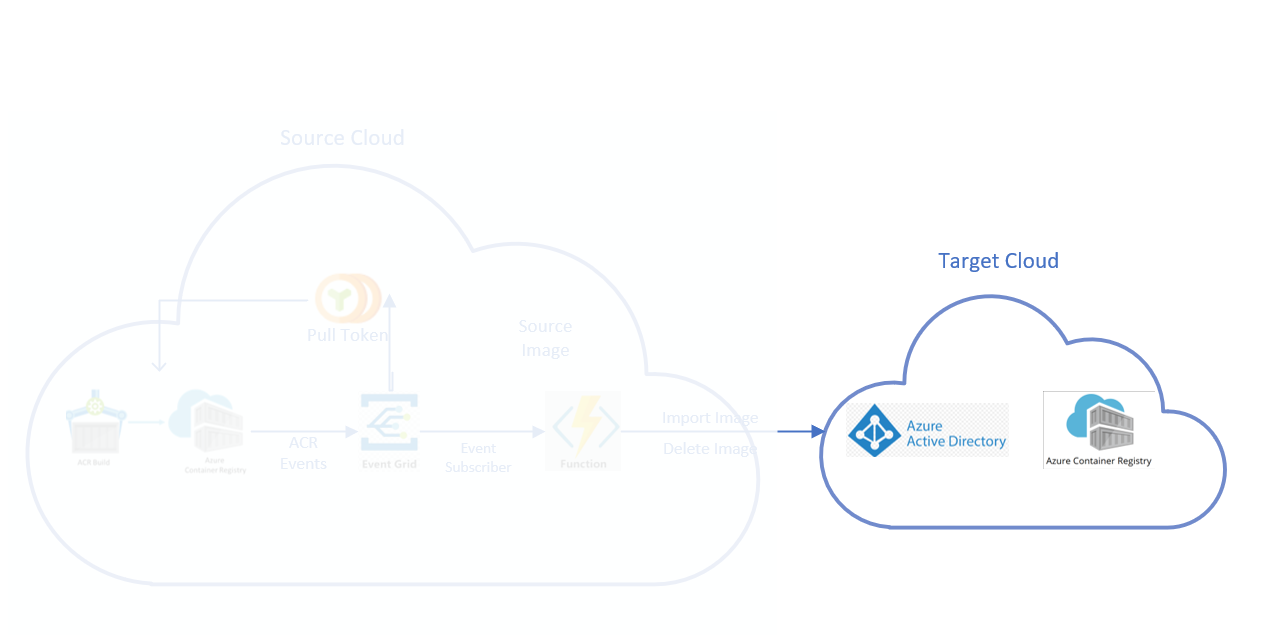 Source Cloud
Target Cloud
Pull Token
Source
Image
Import Image
Delete Image
ACR
Events
Event
Subscriber
ACR Build
Azure
Container Registry
Event Grid
Function
Azure
Active Directory
Azure Container Registry